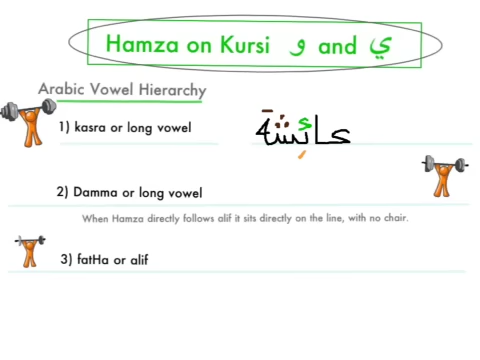 Hamza on Kursi و and ي
Arabic Vowel Hierarchy
1) kasra or long vowel
عائِشَة
2) Damma or long vowel
When Hamza directly follows alif it sits directly on the line, with no chair.
3) fatHa or alif